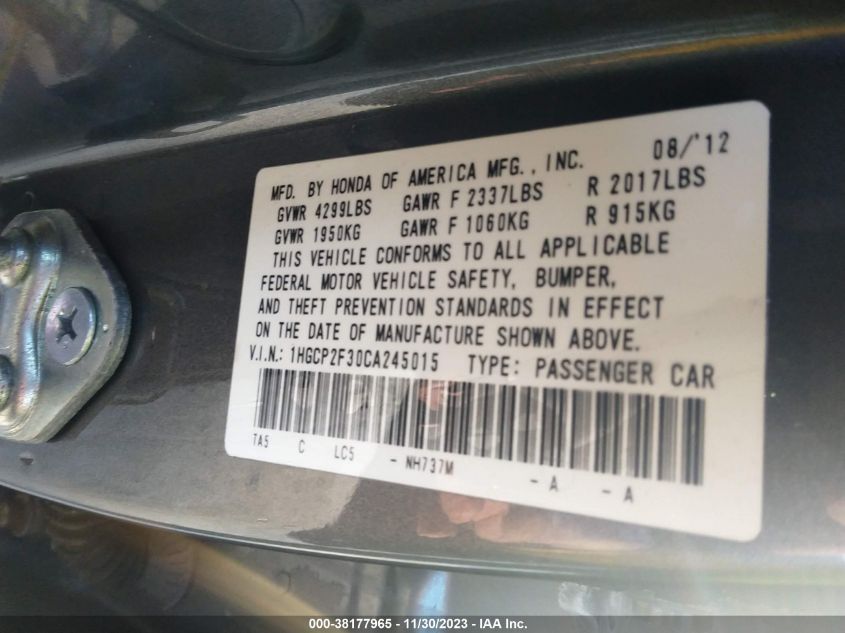 08/'12
MFD. BY HONDA OF AMERICA MFG., INC.
GVWR 4299LBS GAWR F 2337LBS R 2017LBS
GVWR 1950KG GAWR F 1060KG R 915KG
THIS VEHICLE CONFORMS TO ALL APPLICABLE
FEDERAL MOTOR VEHICLE SAFETY, BUMPER,
AND THEFT PREVENTION STANDARDS IN EFFECT
ON THE DATE OF MANUFACTURE SHOWN ABOVE.
V.I.N.: 1HGCP2F30CA245015 TYPE: PASSENGER CAR
TA5 C LC5 - NH737M - A - A
000-38177965 - 11/30/2023 - IAA Inc.